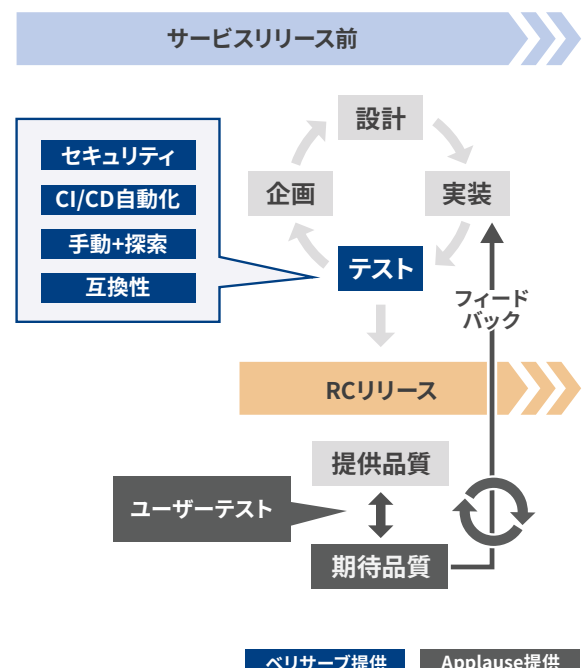 サービスリリース前
設計
セキュリティ
CI/CD自動化
手動+探索
互換性
企画
実装
テスト
フィード
バック
RCリリース
提供品質
ユーザーテスト
期待品質
ベリサーブ提供
Applause提供